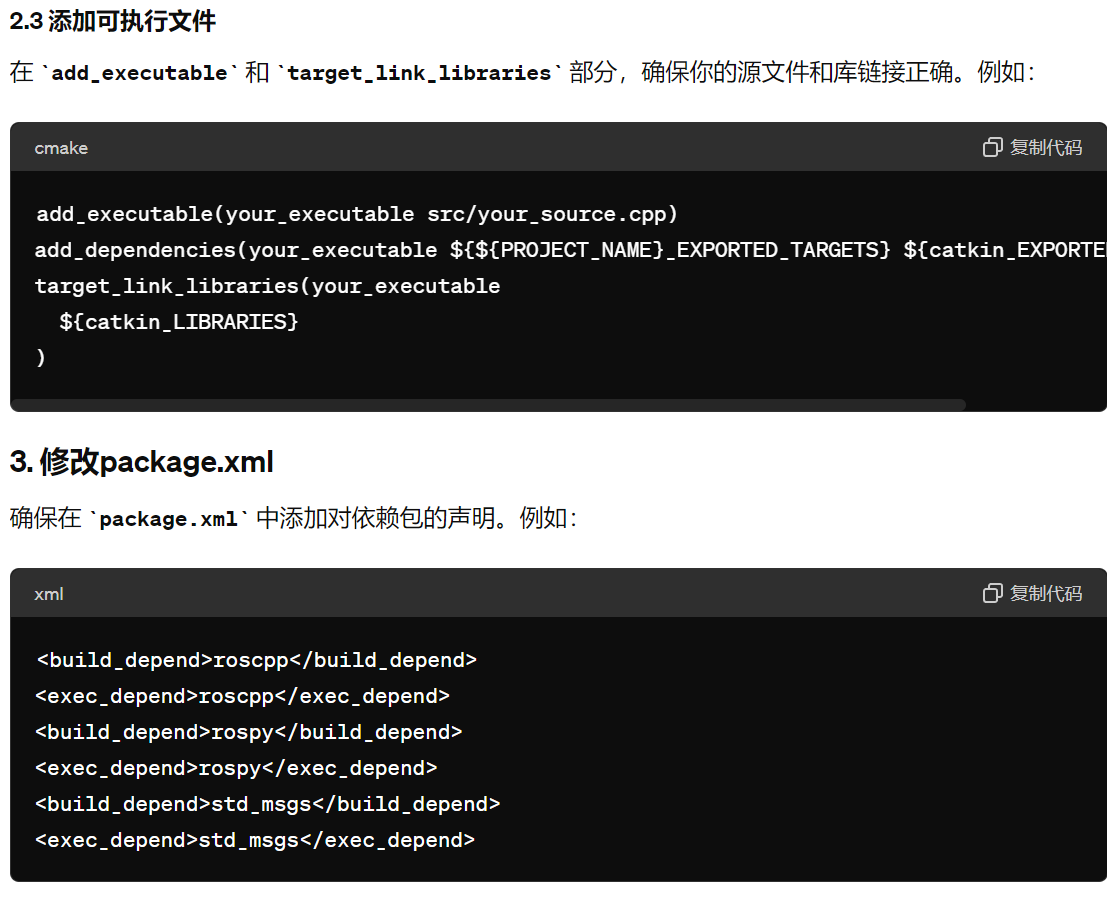 2.3 添加可执行文件
在 `add_executable` 和 `target_link_libraries` 部分，确保你的源文件和库链接正确。例如：
cmake
复制代码
add_executable(your_executable src/your_source.cpp)
add_dependencies(your_executable ${${PROJECT_NAME}_EXPORTED_TARGETS} ${catkin_EXPORTE
target_link_libraries(your_executable
  ${catkin_LIBRARIES}
)
3. 修改package.xml
确保在 `package.xml` 中添加对依赖包的声明。例如：
xml
复制代码
<build_depend>roscpp</build_depend>
<exec_depend>roscpp</exec_depend>
<build_depend>rospy</build_depend>
<exec_depend>rospy</exec_depend>
<build_depend>std_msgs</build_depend>
<exec_depend>std_msgs</exec_depend>